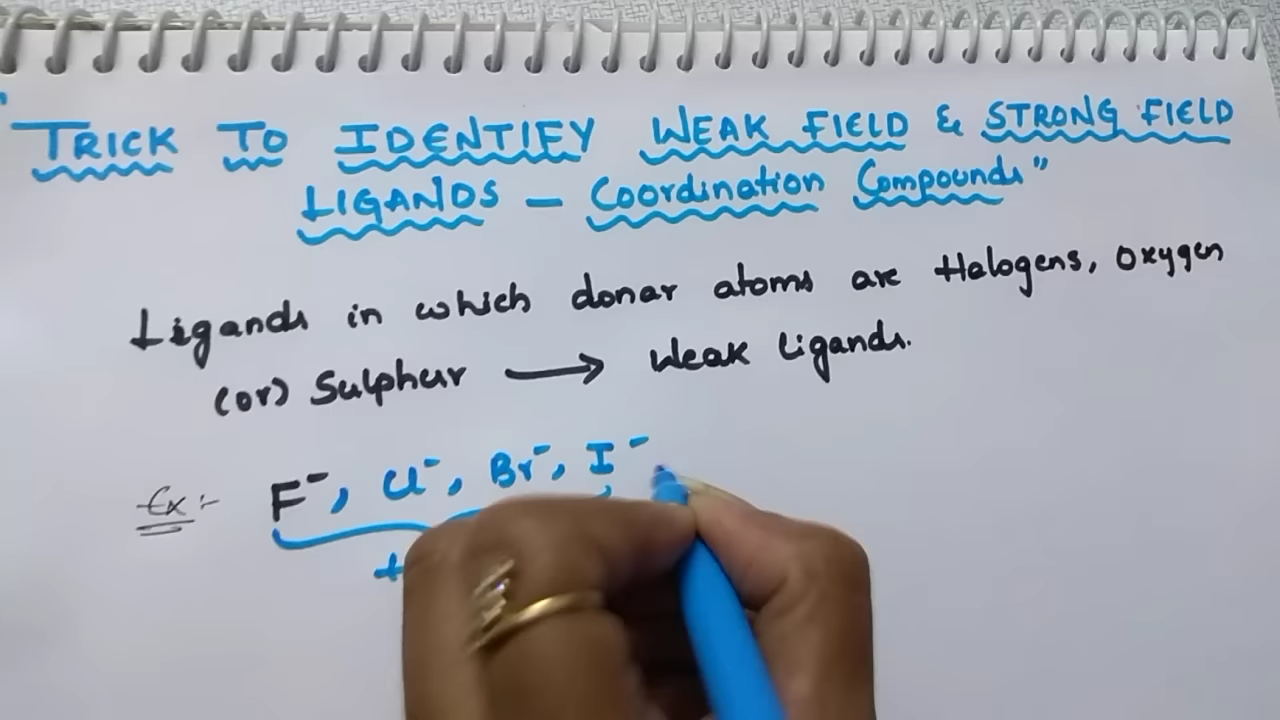 "TRICK TO IDENTIFY WEAK FIELD & STRONG FIELD
LIGANDS – Coordination Compounds"
Ligands in which donar atoms are Halogens, Oxygen
(or) Sulphur → Weak ligands.
Ex:- F⁻, Cl⁻, Br⁻, I⁻